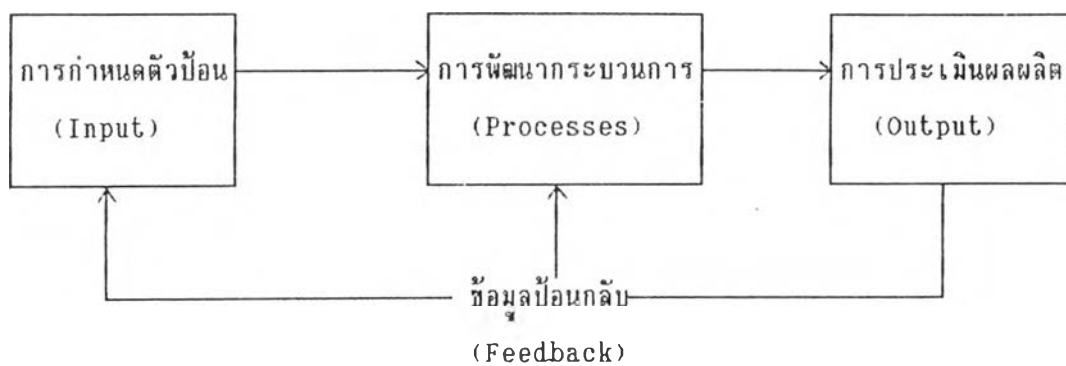 การกำหนดตัวป้อน
(Input)
การพัฒนากระบวนการ
(Processes)
การประเมินผลผลิต
(Output)
ข้อมูลป้อนกลับ
(Feedback)